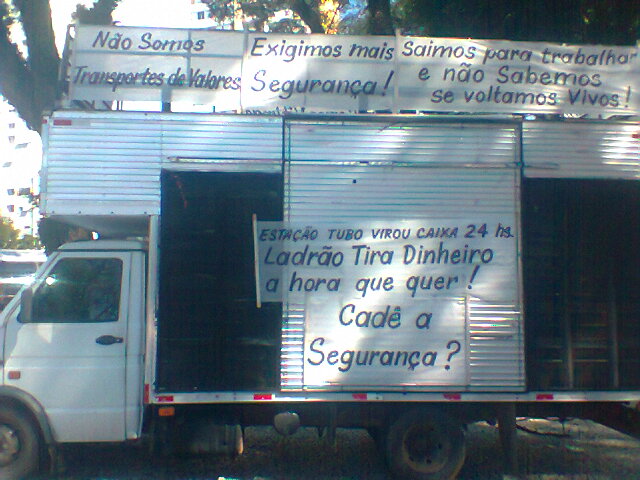 Não Somos
Transportes de Valores
Exigimos mais
Segurança!
Saimos para trabalhar
e não Sabemos
se voltamos Vivos!
ESTAÇÃO TUBO VIROU CAIXA 24 hs.
Ladrão Tira Dinheiro
a hora que quer!
Cadê a
Segurança?